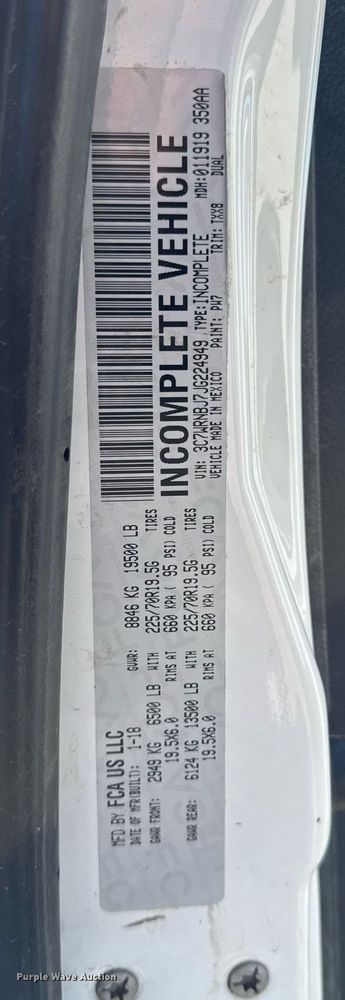 MFD BY FCA US LLC
DATE OF MFR(BUILT): 1-18 GVWR: 8846 KG 19500 LB
GAWR FRONT: 2949 KG 6500 LB WITH 225/70R19.5G TIRES
19.5X6.0 RIMS AT 660 KPA ( 95 PSI) COLD
GAWR REAR: 6124 KG 13500 LB WITH 225/70R19.5G TIRES
19.5X6.0 RIMS AT 660 KPA ( 95 PSI) COLD
INCOMPLETE VEHICLE
MDH:011919 350AA
VIN: 3C7WRNBJ7JG224949 TYPE:INCOMPLETE DUAL
VEHICLE MADE IN MEXICO PAINT: PW7 TRIM: TXX8
Purple Wave Auction